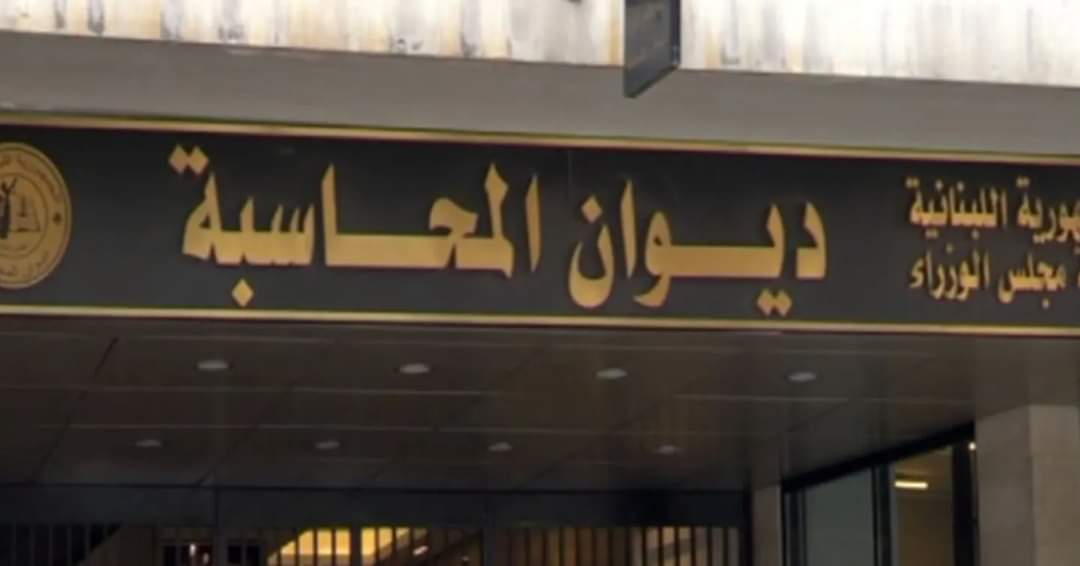 اللبنانية
مجلس الوزراء
ديوان المحاسبة